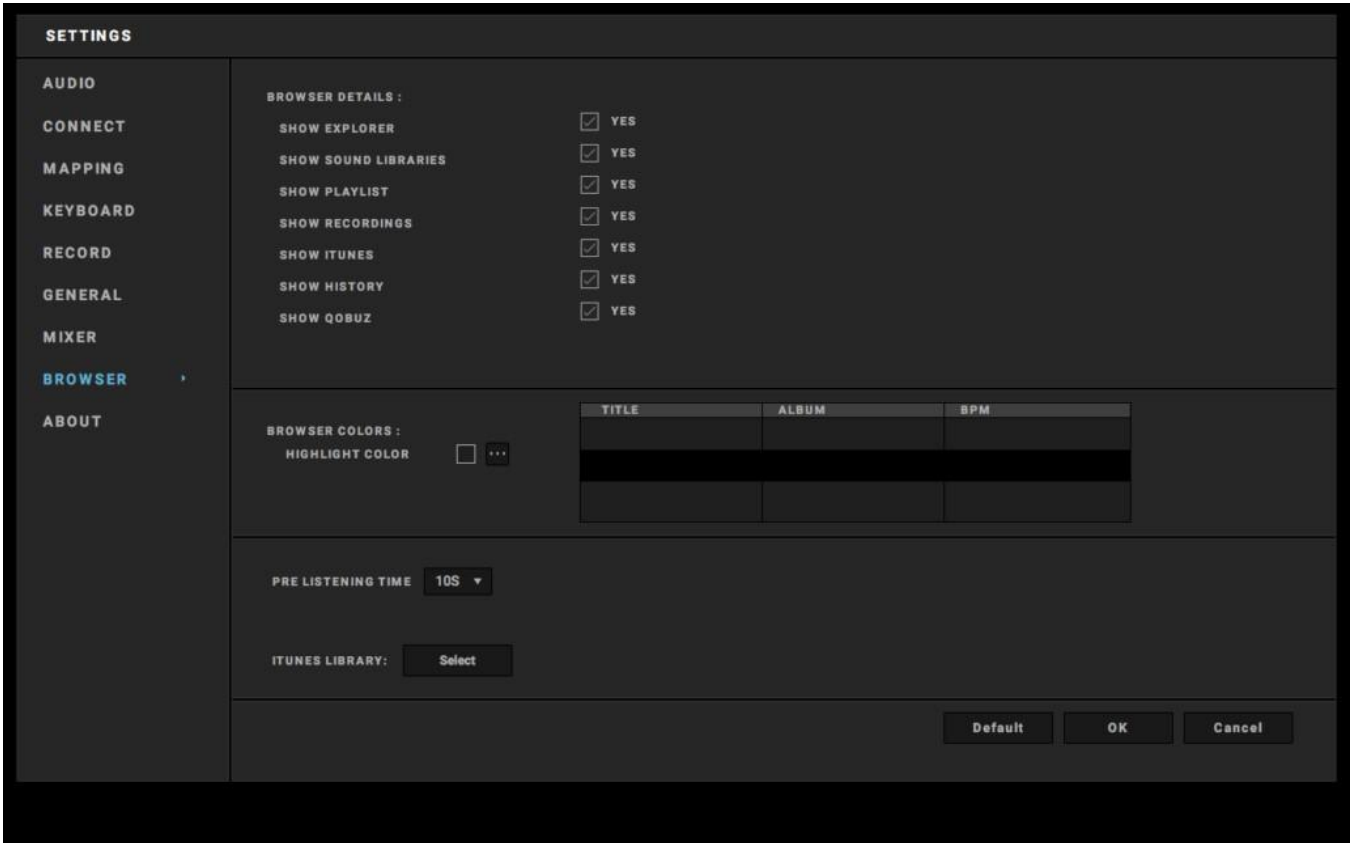 SETTINGS
AUDIO
CONNECT
MAPPING
KEYBOARD
RECORD
GENERAL
MIXER
BROWSER
ABOUT
BROWSER DETAILS :
SHOW EXPLORER YES
SHOW SOUND LIBRARIES YES
SHOW PLAYLIST YES
SHOW RECORDINGS YES
SHOW ITUNES YES
SHOW HISTORY YES
SHOW QOBUZ YES
BROWSER COLORS :
HIGHLIGHT COLOR ...
TITLE ALBUM BPM
PRE LISTENING TIME 10S
ITUNES LIBRARY: Select
Default OK Cancel